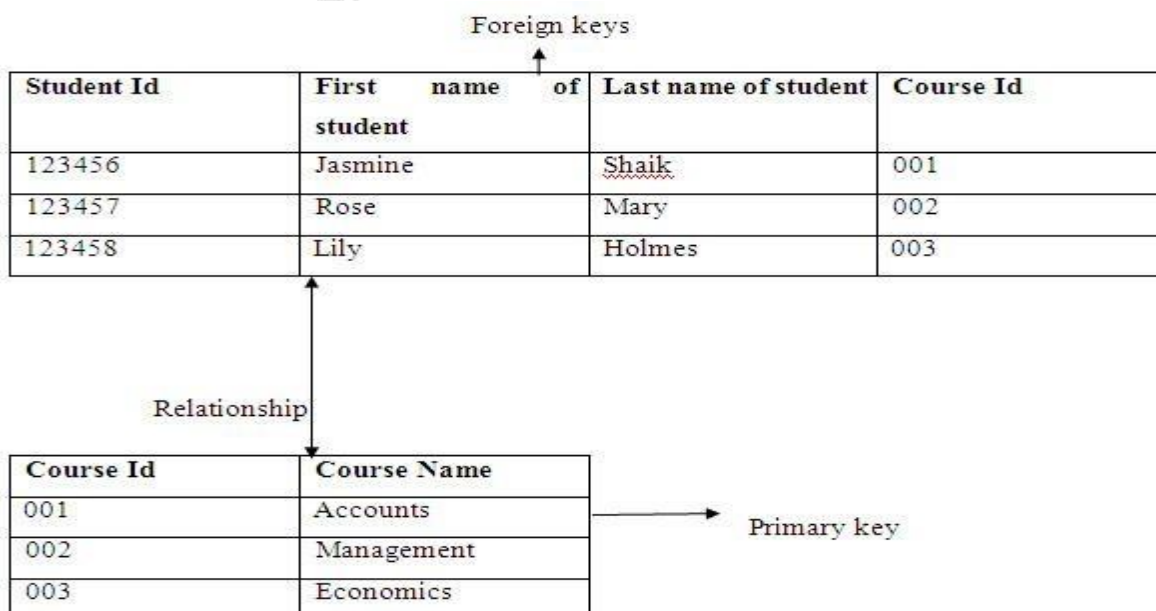 Foreign keys
Student Id First name of Last name of student Course Id
student
123456 Jasmine Shaik 001
123457 Rose Mary 002
123458 Lily Holmes 003
Relationship
Course Id Course Name
001 Accounts
Primary key
002 Management
003 Economics